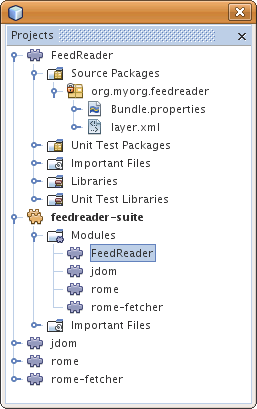 Projects
FeedReader
Source Packages
org.myorg.feedreader
Bundle.properties
layer.xml
Unit Test Packages
Important Files
Libraries
Unit Test Libraries
feedreader-suite
Modules
FeedReader
jdom
rome
rome-fetcher
Important Files
jdom
rome
rome-fetcher